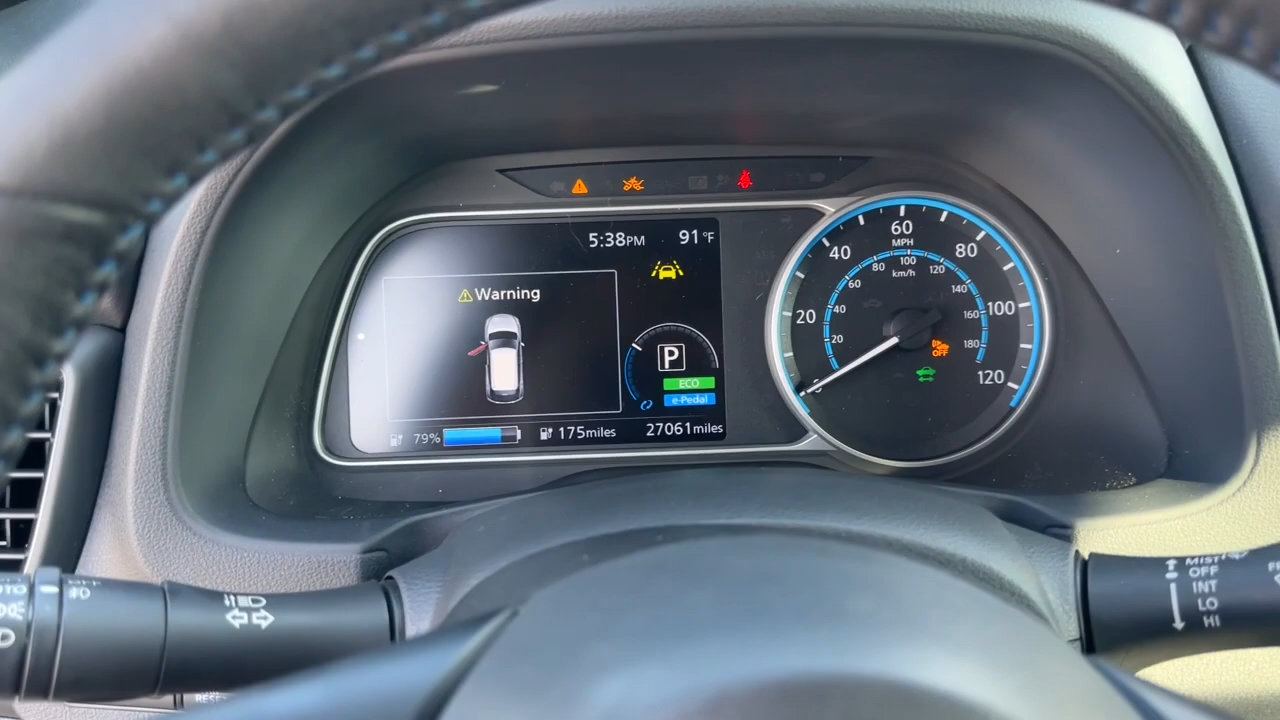 5:38PM 91°F
Warning
P
ECO
e-Pedal
79% 175miles 27061miles
60
MPH
40 80
20 100
120
100
km/h
80 120
60 140
40 160
20 180
OFF
MIST
OFF
INT
LO
HI